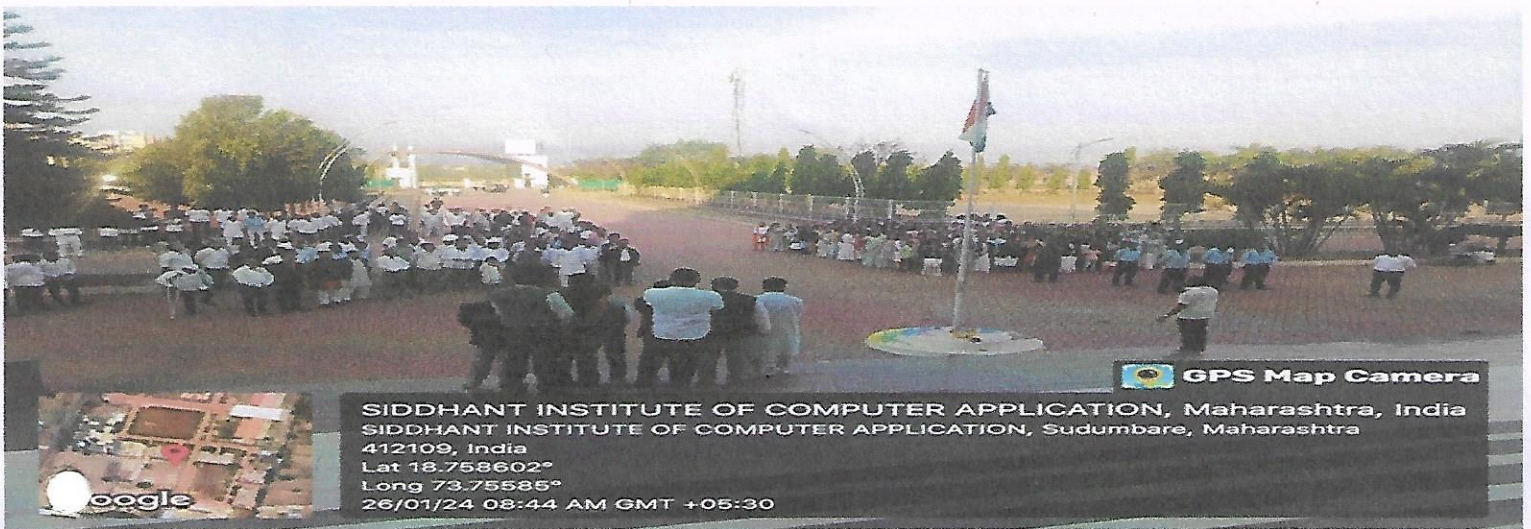 GPS Map Camera
SIDDHANT INSTITUTE OF COMPUTER APPLICATION, Maharashtra, India
SIDDHANT INSTITUTE OF COMPUTER APPLICATION, Sudumbare, Maharashtra
412109, India
Lat 18.758602°
Long 73.75585°
26/01/24 08:44 AM GMT +05:30
oogle